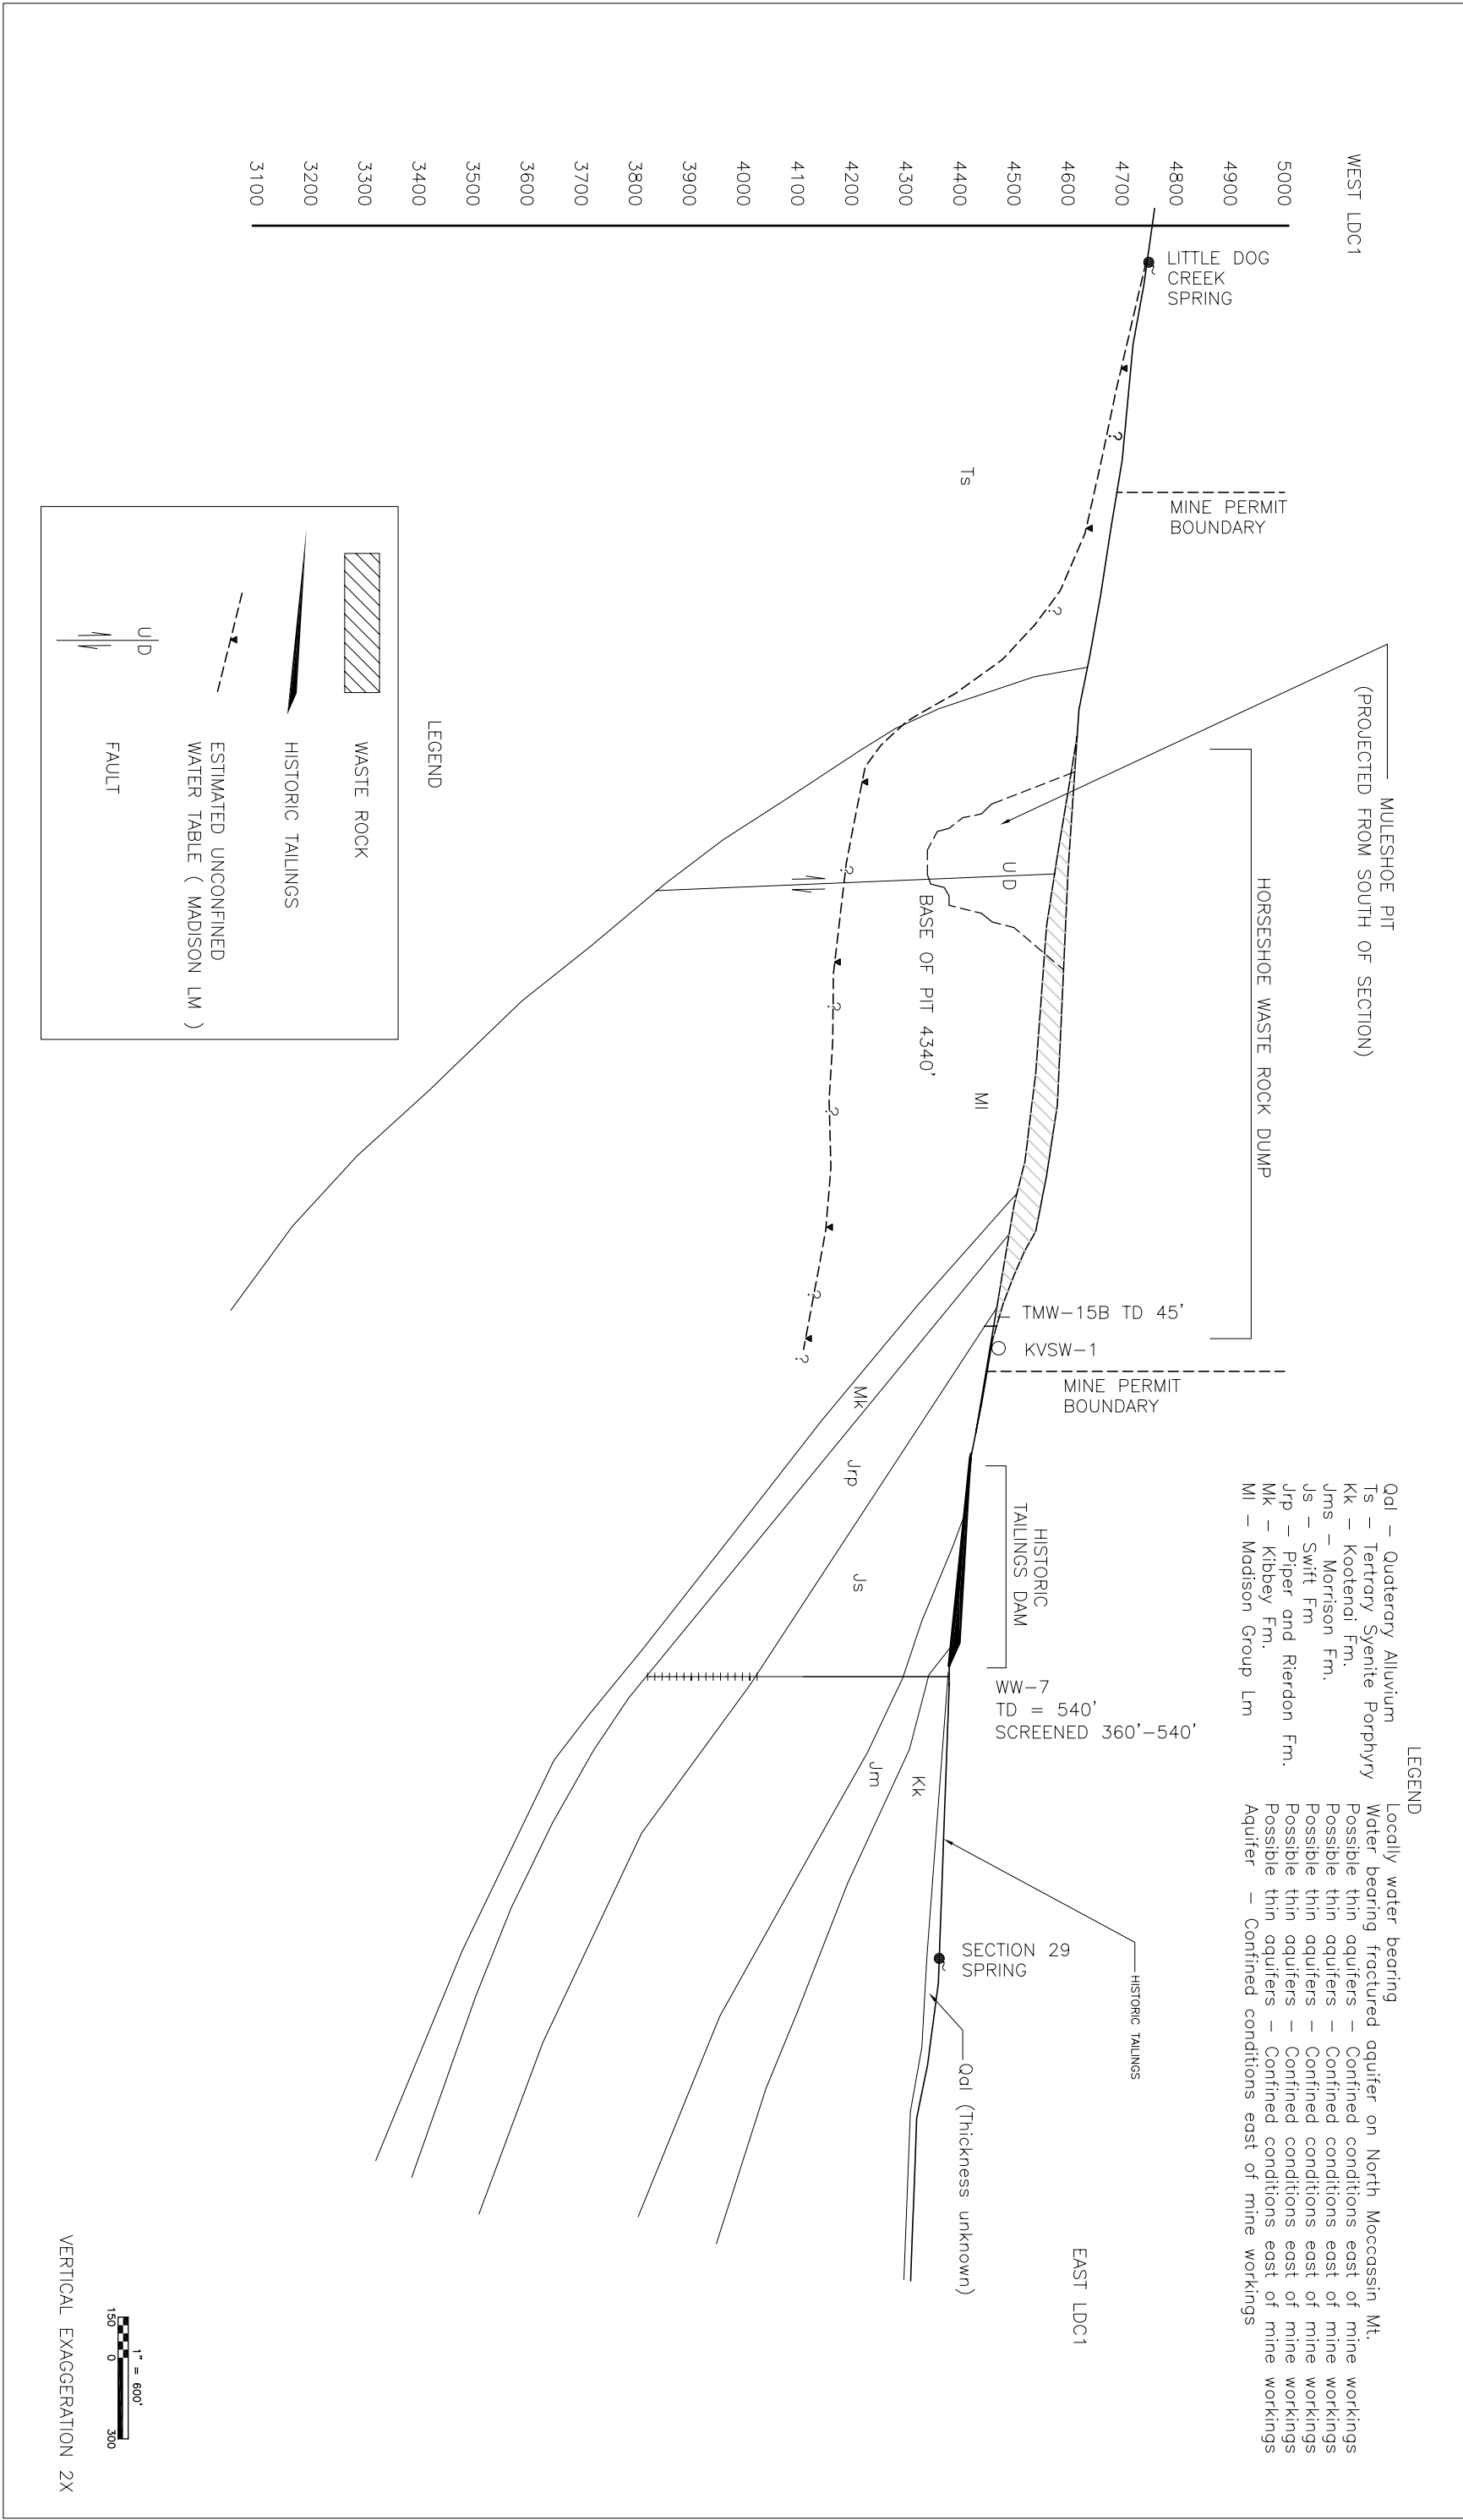 WEST LDC1
5000
4900
4800
4700
4600
4500
4400
4300
4200
4100
4000
3900
3800
3700
3600
3500
3400
3300
3200
3100
LITTLE DOG
CREEK
SPRING
MINE PERMIT
BOUNDARY
MULESHOE PIT
(PROJECTED FROM SOUTH OF SECTION)
HORSESHOE WASTE ROCK DUMP
TMW-15B TD 45'
KVSW-1
MINE PERMIT
BOUNDARY
HISTORIC
TAILINGS DAM
WW-7
TD = 540'
SCREENED 360'-540'
SECTION 29
SPRING
HISTORIC TAILINGS
Qal (Thickness unknown)
EAST LDC1
?
?
?
?
?
?
?
Ts
U D
BASE OF PIT 4340'
Ml
Mk
Jrp
Js
Jm
Kk
LEGEND
Qal - Quaterary Alluvium Locally water bearing
Ts - Tertrary Syenite Porphyry Water bearing fractured aquifer on North Moccassin Mt.
Kk - Kootenai Fm. Possible thin aquifers - Confined conditions east of mine workings
Jms - Morrison Fm. Possible thin aquifers - Confined conditions east of mine workings
Js - Swift Fm Possible thin aquifers - Confined conditions east of mine workings
Jrp - Piper and Rierdon Fm. Possible thin aquifers - Confined conditions east of mine workings
Mk - Kibbey Fm. Possible thin aquifers - Confined conditions east of mine workings
Ml - Madison Group Lm Aquifer - Confined conditions east of mine workings
LEGEND
WASTE ROCK
HISTORIC TAILINGS
ESTIMATED UNCONFINED
WATER TABLE ( MADISON LM )
U D
FAULT
1" = 600'
150 0 300
VERTICAL EXAGGERATION 2X